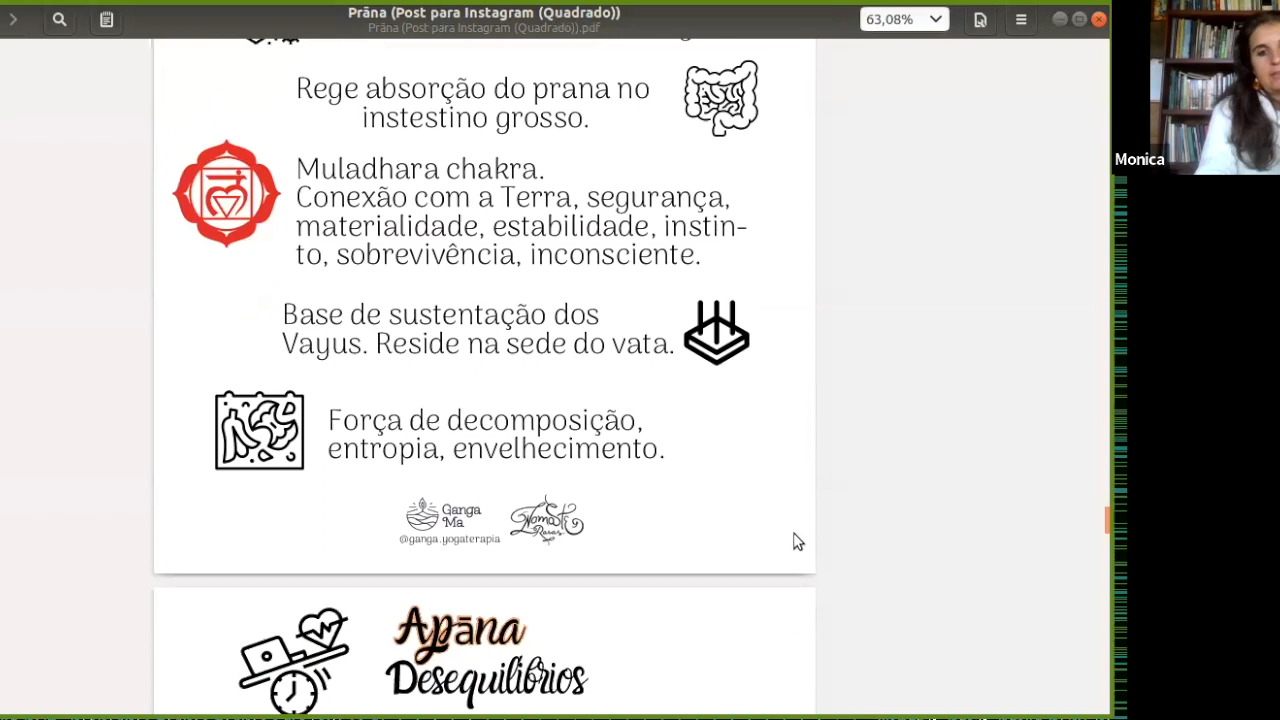 Prāna (Post para Instagram (Quadrado))
Prāna (Post para Instagram (Quadrado)).pdf
63,08%
Monica
Rege absorção do prana no
instestino grosso.
Muladhara chakra.
Conexão com a Terra, segurança,
materialidade, estabilidade, instin-
to, sobrevivência, inconsciente.
Base de sustentação dos
Vayus. Reside na sede do vata.
Força de decomposição,
entropia, envelhecimento.
Ganga
Ma
@ganga.yogaterapia
Apāna
Desequilíbrios